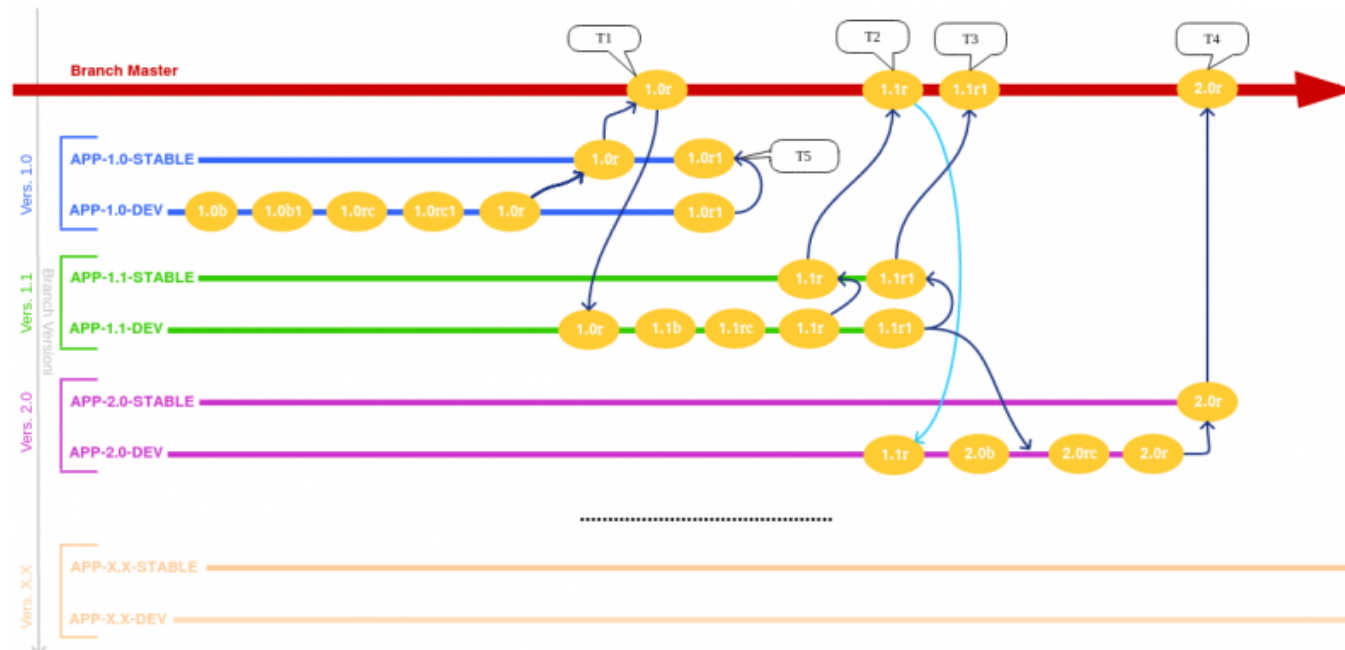 T1
T2
T3
T4
Branch Master
1.0r
1.1r
1.1r1
2.0r
Vers. 1.0
APP-1.0-STABLE
1.0r
1.0r1
T5
APP-1.0-DEV
1.0b
1.0b1
1.0rc
1.0rc1
1.0r
1.0r1
Vers. 1.1
Branch Versioni
APP-1.1-STABLE
1.1r
1.1r1
APP-1.1-DEV
1.0r
1.1b
1.1rc
1.1r
1.1r1
Vers. 2.0
APP-2.0-STABLE
2.0r
APP-2.0-DEV
1.1r
2.0b
2.0rc
2.0r
Vers. X.X
APP-X.X-STABLE
APP-X.X-DEV